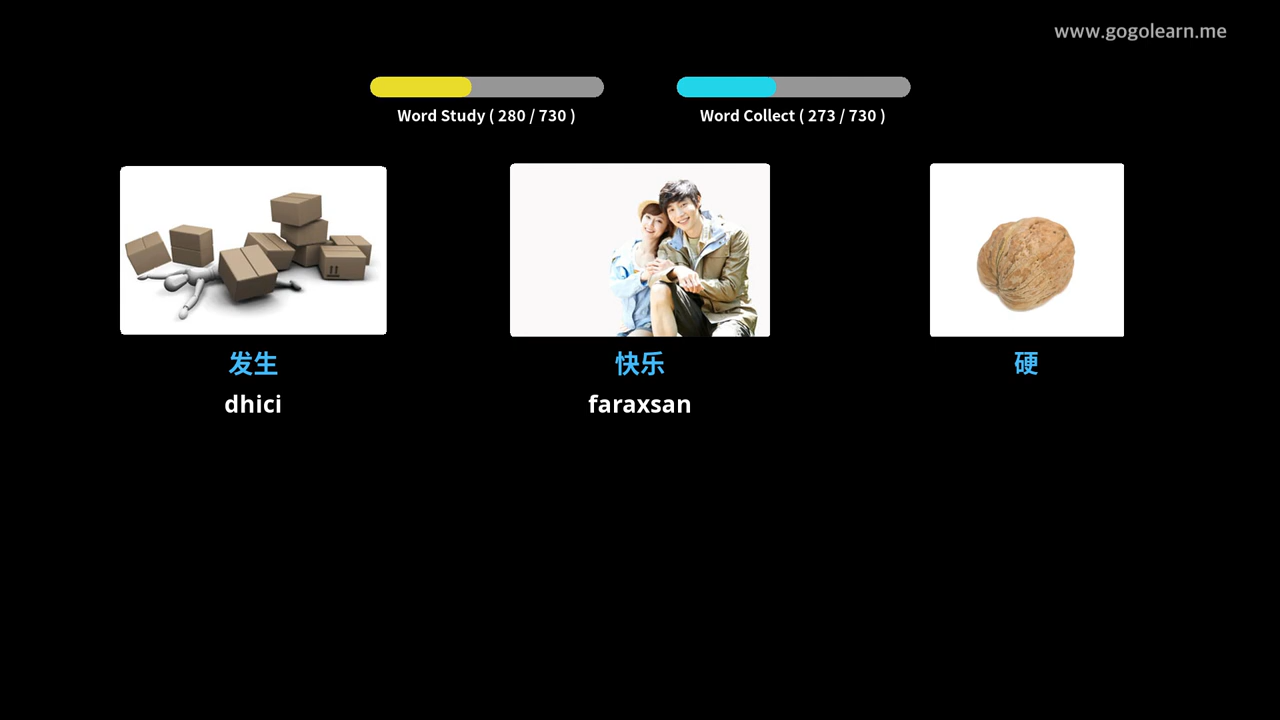 www.gogolearn.me
Word Study ( 280 / 730 )
Word Collect ( 273 / 730 )
发生
快乐
硬
dhici
faraxsan